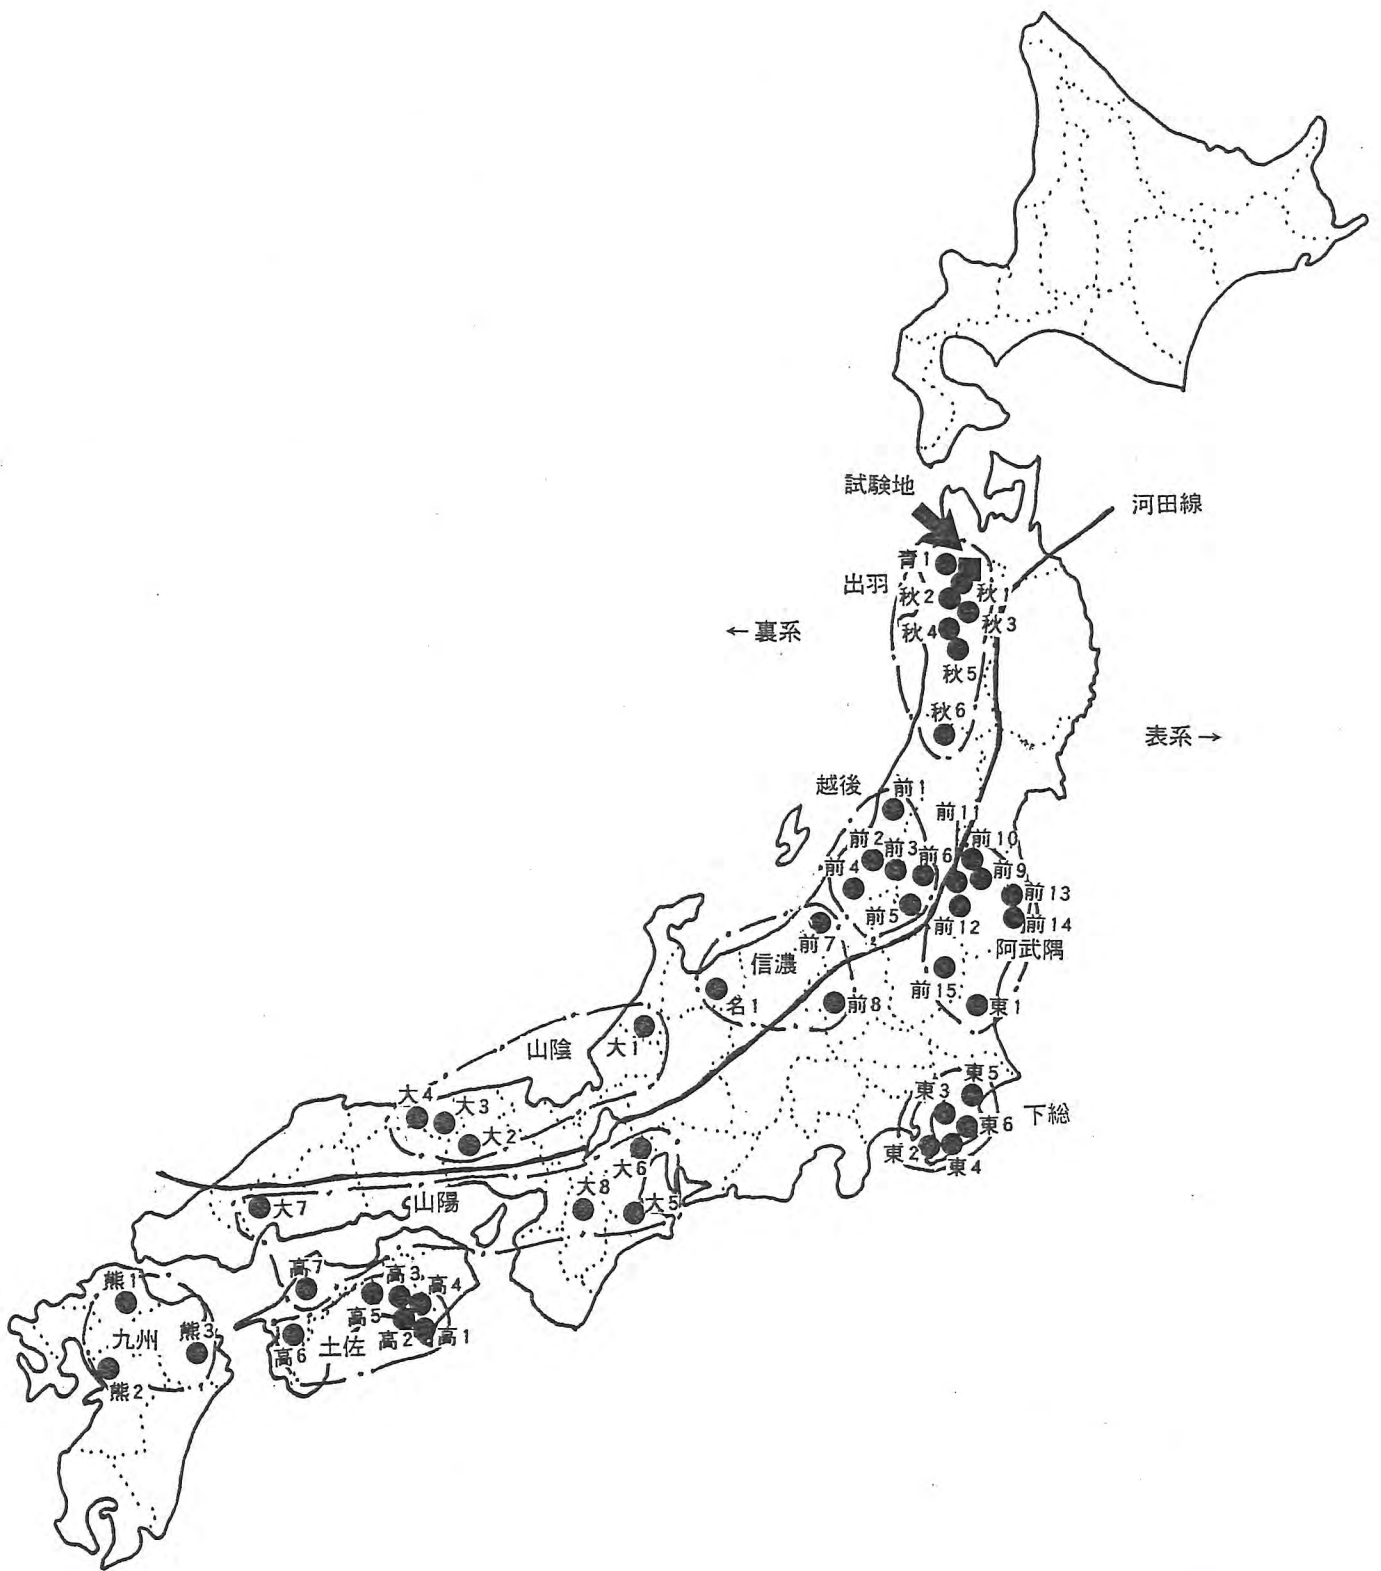 試験地
河田線
青1
出羽
秋1
秋2
秋3
秋4
←裏系
秋5
秋6
表系→
越後
前1
前11
前2
前3
前6
前10
前4
前9
前13
前5
前12
前14
前7
阿武隈
信濃
前15
名1
前8
東1
山陰
大1
東5
大4
大3
東3
下総
大2
東6
東2
東4
大6
大8
大7
山陽
大5
高7
高3
高4
熊1
高5
九州
熊3
高6
土佐
高2
高1
熊2